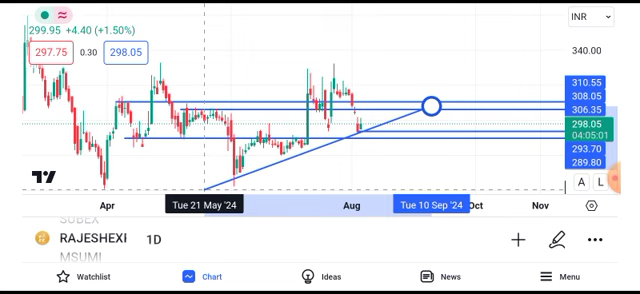 INR
299.95 +4.40 (+1.50%)
297.75 0.30 298.05
340.00
310.55
308.05
306.35
298.05
04:05:01
293.70
289.80
A L
Apr Tue 21 May '24 Aug Tue 10 Sep '24 Oct Nov
SUBEX
RAJESHEXI 1D
MSUMI
Watchlist Chart Ideas News Menu